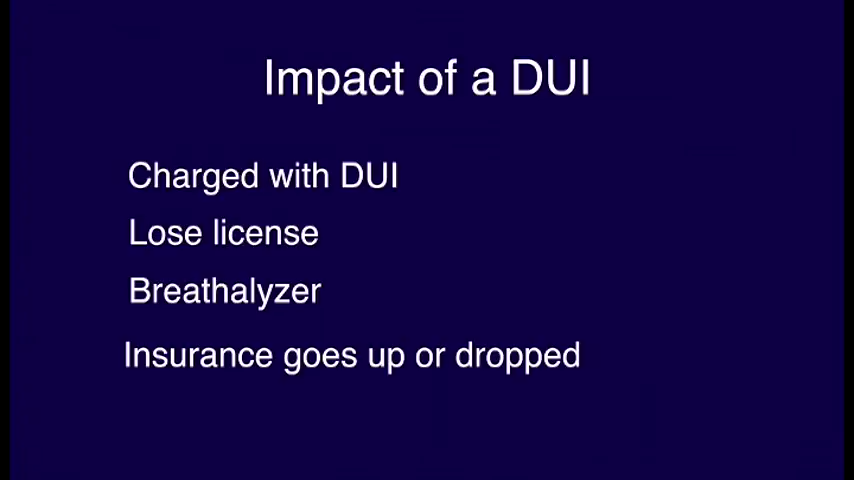 Impact of a DUI
Charged with DUI
Lose license
Breathalyzer
Insurance goes up or dropped